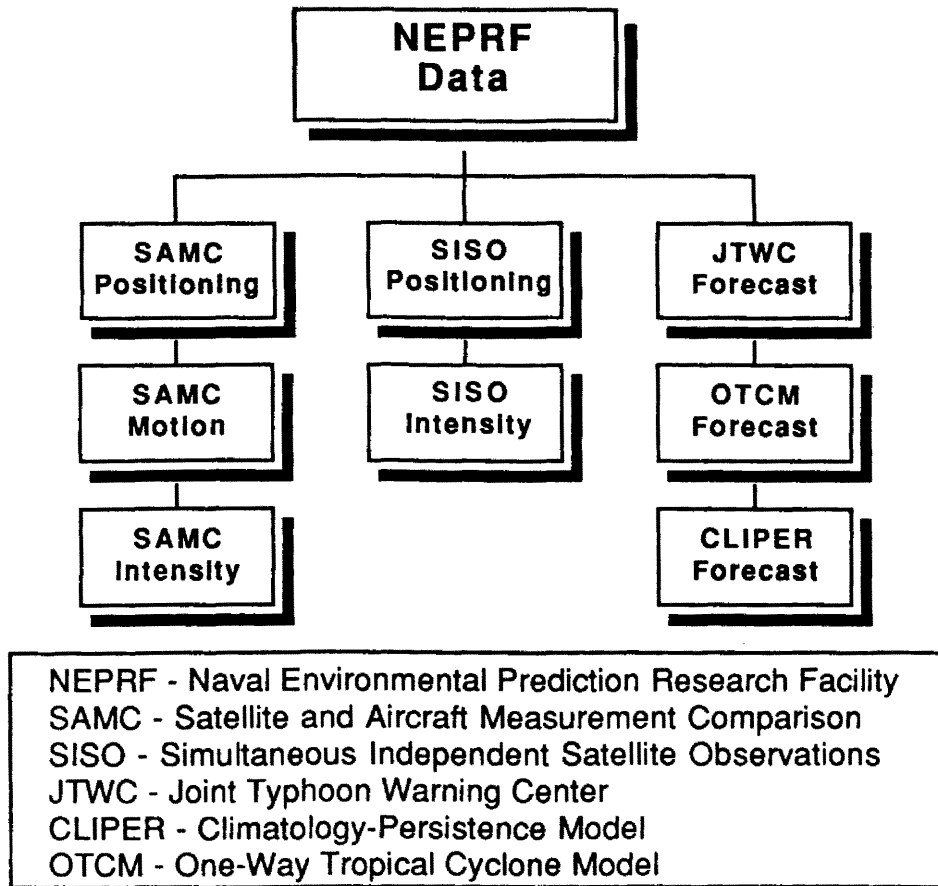 NEPRF
Data
SAMC
Positioning
SISO
Positioning
JTWC
Forecast
SAMC
Motion
SISO
Intensity
OTCM
Forecast
SAMC
Intensity
CLIPER
Forecast
NEPRF - Naval Environmental Prediction Research Facility
SAMC - Satellite and Aircraft Measurement Comparison
SISO - Simultaneous Independent Satellite Observations
JTWC - Joint Typhoon Warning Center
CLIPER - Climatology-Persistence Model
OTCM - One-Way Tropical Cyclone Model